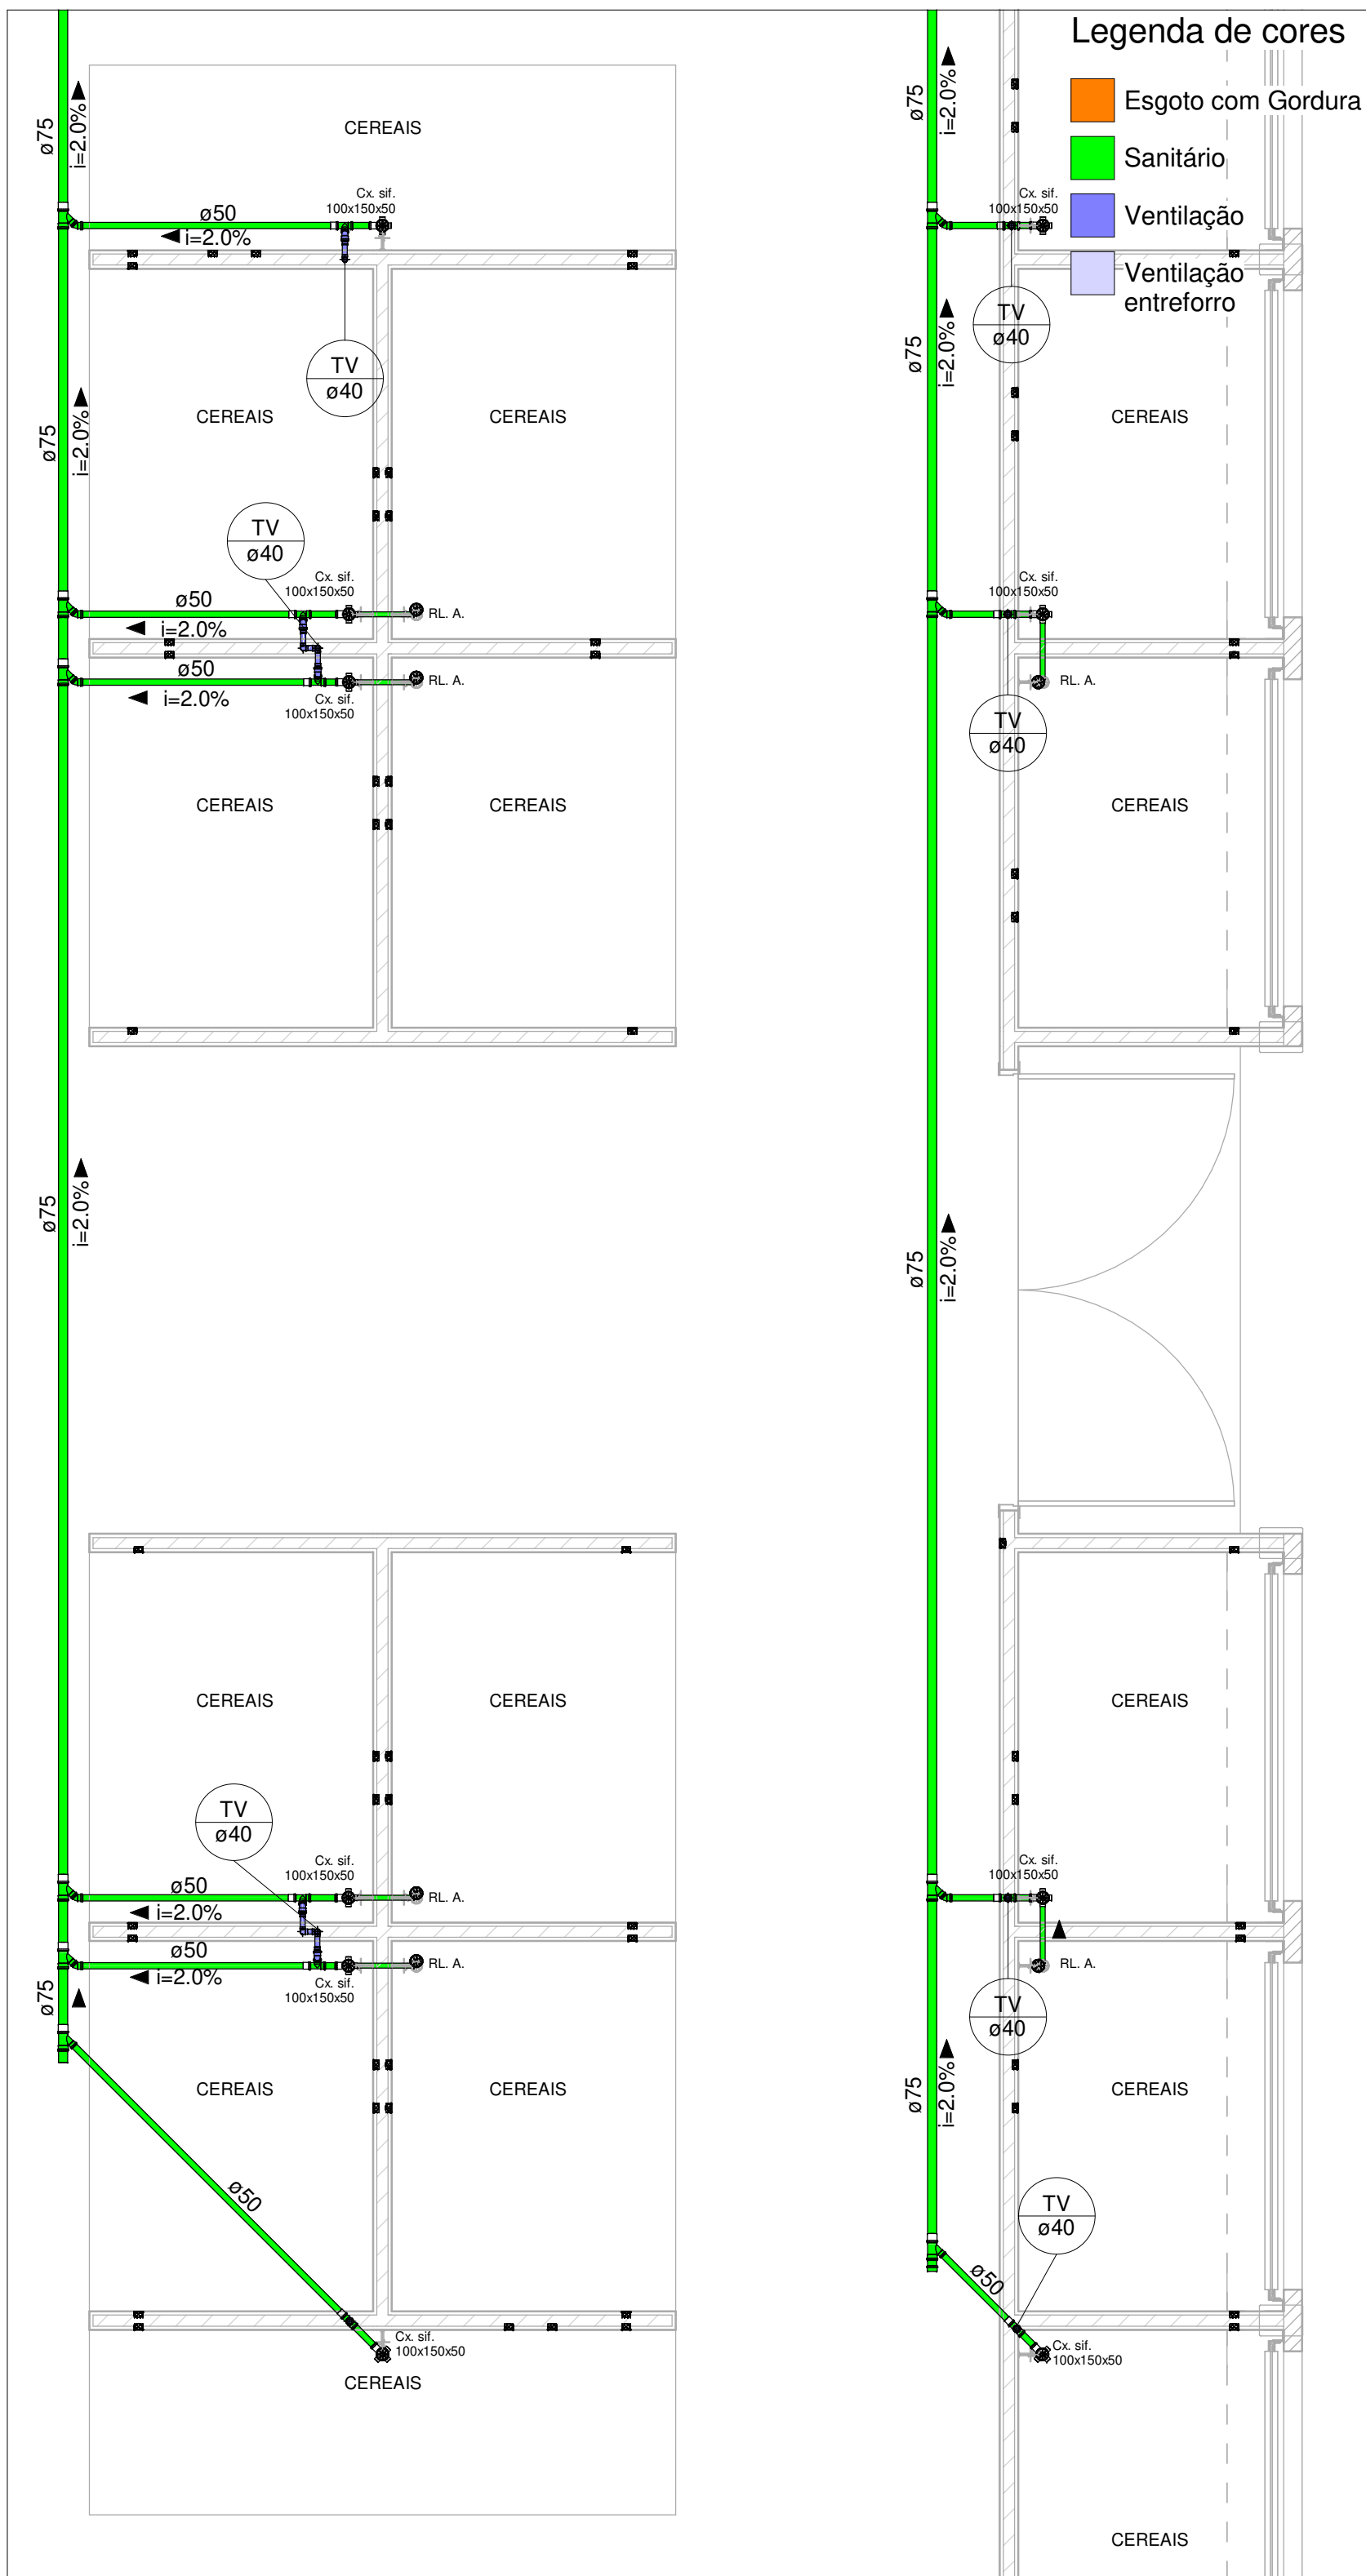 Legenda de cores
Esgoto com Gordura
Sanitário
Ventilação
Ventilação
entreforro
ø75
i=2.0%
CEREAIS
Cx. sif.
100x150x50
ø50
i=2.0%
TV
ø40
CEREAIS
CEREAIS
ø75
i=2.0%
TV
ø40
Cx. sif.
100x150x50
ø50
RL. A.
i=2.0%
ø50
RL. A.
i=2.0%
Cx. sif.
100x150x50
CEREAIS
CEREAIS
ø75
i=2.0%
CEREAIS
CEREAIS
TV
ø40
Cx. sif.
100x150x50
ø50
RL. A.
i=2.0%
ø50
RL. A.
i=2.0%
Cx. sif.
100x150x50
ø75
CEREAIS
CEREAIS
ø50
Cx. sif.
100x150x50
CEREAIS
ø75
i=2.0%
Cx. sif.
100x150x50
TV
ø40
ø75
i=2.0%
CEREAIS
Cx. sif.
100x150x50
RL. A.
TV
ø40
CEREAIS
ø75
i=2.0%
CEREAIS
Cx. sif.
100x150x50
RL. A.
TV
ø40
ø75
i=2.0%
CEREAIS
TV
ø40
ø50
Cx. sif.
100x150x50
CEREAIS